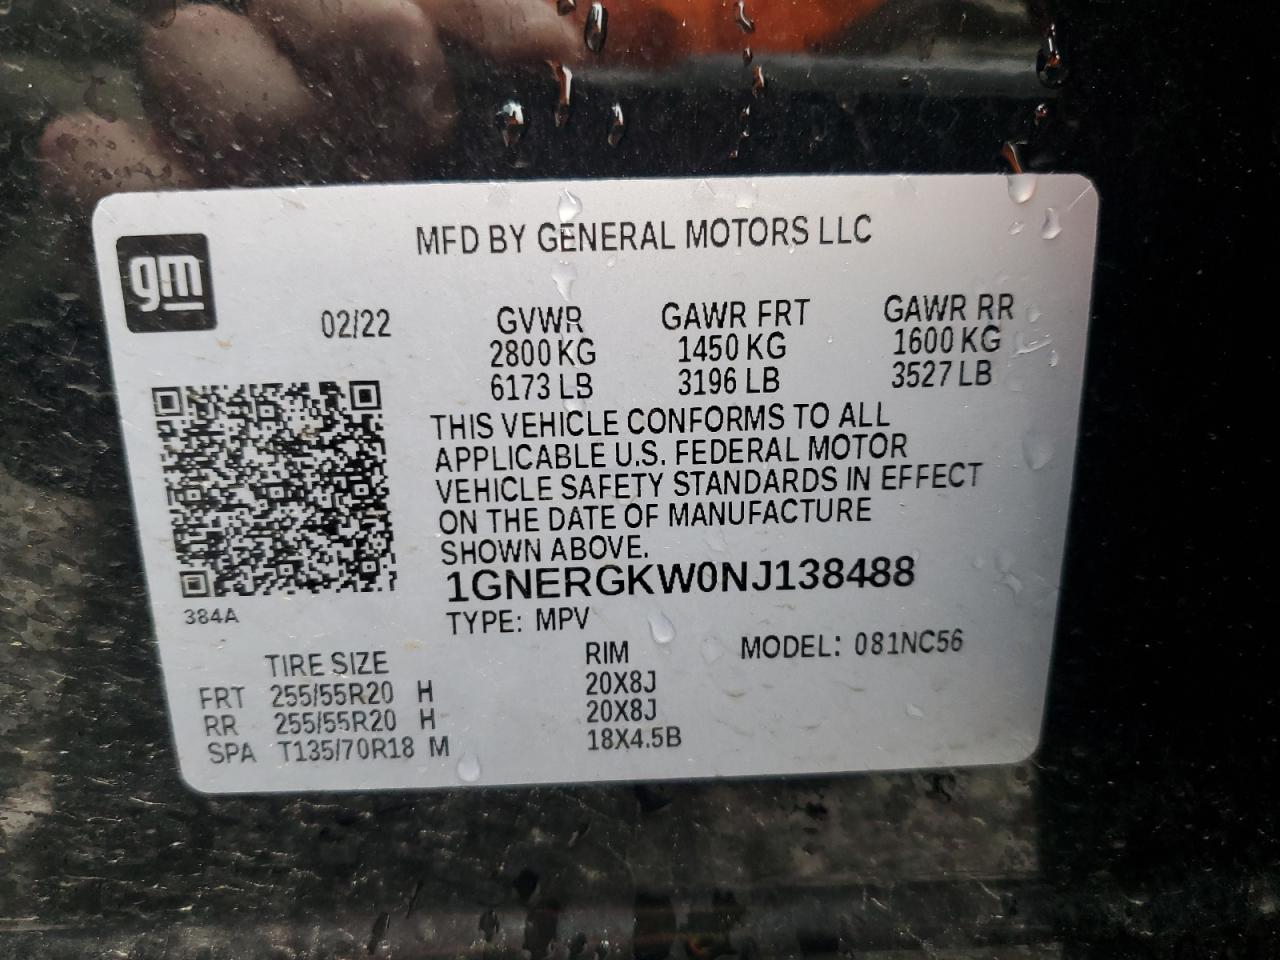 MFD BY GENERAL MOTORS LLC
gm
02/22
GVWR GAWR FRT GAWR RR
2800 KG 1450 KG 1600 KG
6173 LB 3196 LB 3527 LB
THIS VEHICLE CONFORMS TO ALL
APPLICABLE U.S. FEDERAL MOTOR
VEHICLE SAFETY STANDARDS IN EFFECT
ON THE DATE OF MANUFACTURE
SHOWN ABOVE.
1GNERGKW0NJ138488
384A
TYPE: MPV
MODEL: 081NC56
TIRE SIZE RIM
FRT 255/55R20 H 20X8J
RR 255/55R20 H 20X8J
SPA T135/70R18 M 18X4.5B